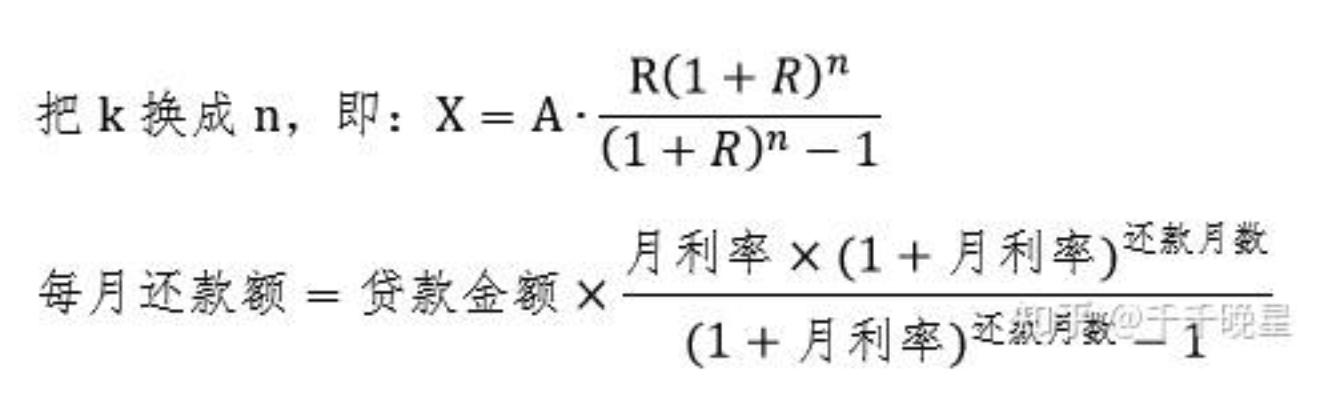 把 k 换成 n，即：X = A · R(1 + R)^n / (1 + R)^n − 1
每月还款额 = 贷款金额 × 月利率 × (1 + 月利率)^还款月数 / (1 + 月利率)^还款月数 − 1
知乎 @千千晚星